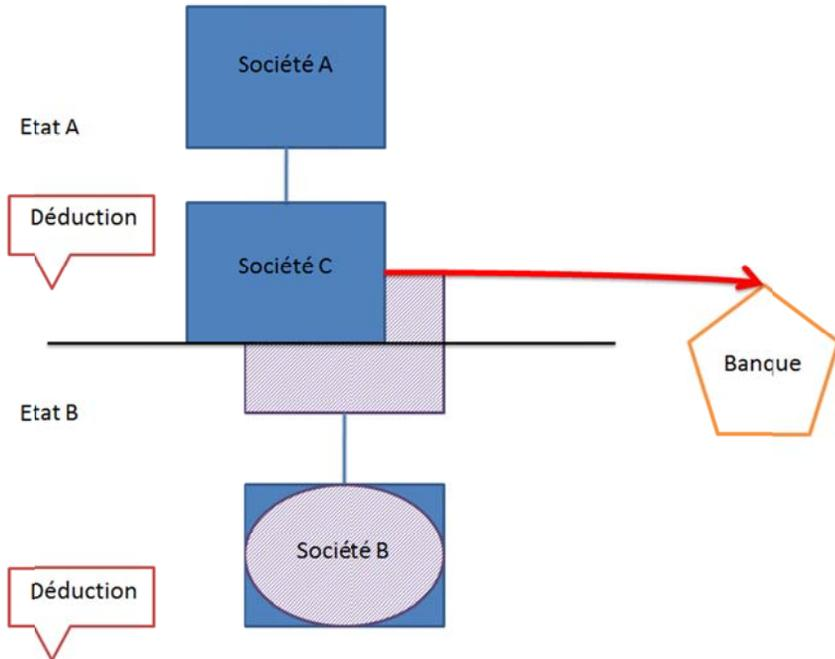 Société A
Etat A
Déduction
Société C
Banque
Etat B
Société B
Déduction